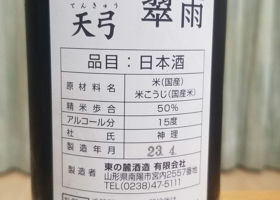 てんきゅう
天弓 翠雨
品目：日本酒
原材料名 米(国産)
米こうじ(国産米)
精米歩合 50%
アルコール分 15度
杜氏 神理
製造年月 23.4
製造者 東の麓酒造 有限会社
山形県南陽市宮内2557番地
TEL(0238)47-5111